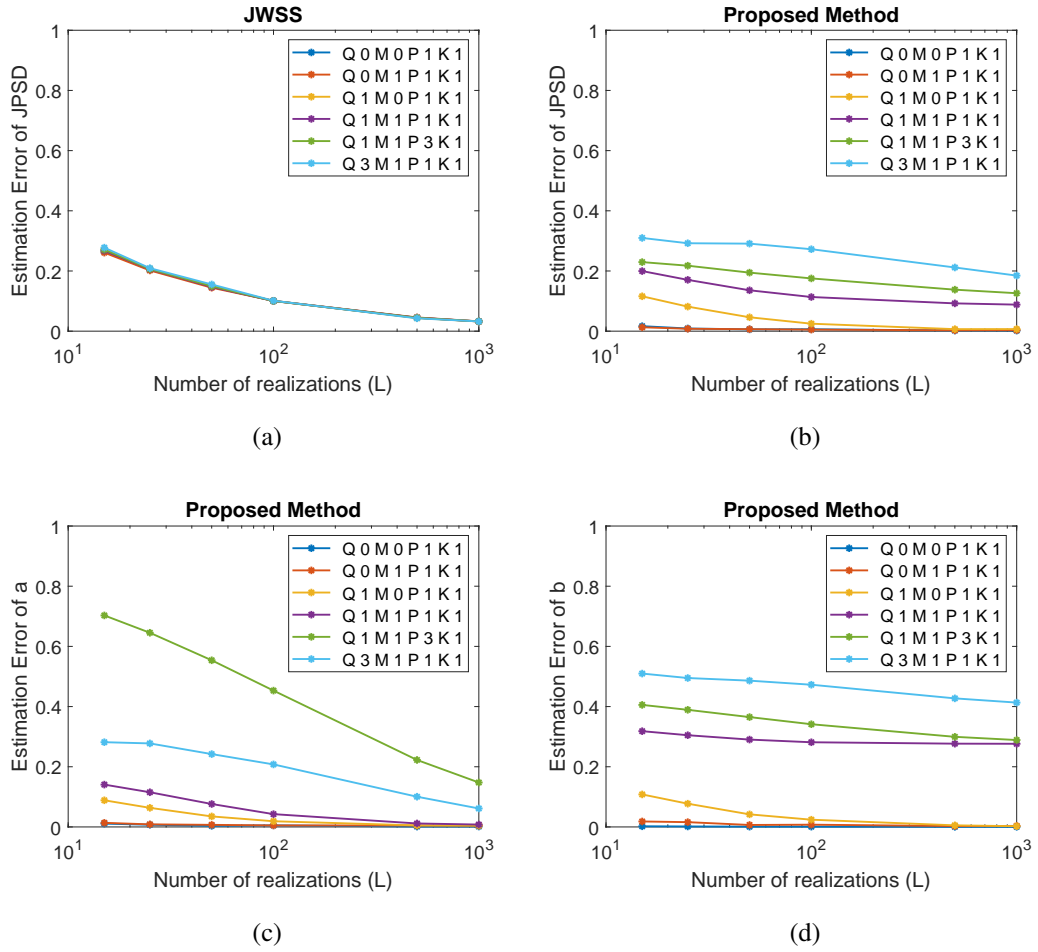 JWSS
Estimation Error of JPSD
1
0.8
0.6
0.4
0.2
0
Q 0 M 0 P 1 K 1
Q 0 M 1 P 1 K 1
Q 1 M 0 P 1 K 1
Q 1 M 1 P 1 K 1
Q 1 M 1 P 3 K 1
Q 3 M 1 P 1 K 1
10^1 10^2 10^3
Number of realizations (L)
(a)
Proposed Method
Estimation Error of JPSD
1
0.8
0.6
0.4
0.2
0
Q 0 M 0 P 1 K 1
Q 0 M 1 P 1 K 1
Q 1 M 0 P 1 K 1
Q 1 M 1 P 1 K 1
Q 1 M 1 P 3 K 1
Q 3 M 1 P 1 K 1
10^1 10^2 10^3
Number of realizations (L)
(b)
Proposed Method
Estimation Error of a
1
0.8
0.6
0.4
0.2
0
Q 0 M 0 P 1 K 1
Q 0 M 1 P 1 K 1
Q 1 M 0 P 1 K 1
Q 1 M 1 P 1 K 1
Q 1 M 1 P 3 K 1
Q 3 M 1 P 1 K 1
10^1 10^2 10^3
Number of realizations (L)
(c)
Proposed Method
Estimation Error of b
1
0.8
0.6
0.4
0.2
0
Q 0 M 0 P 1 K 1
Q 0 M 1 P 1 K 1
Q 1 M 0 P 1 K 1
Q 1 M 1 P 1 K 1
Q 1 M 1 P 3 K 1
Q 3 M 1 P 1 K 1
10^1 10^2 10^3
Number of realizations (L)
(d)